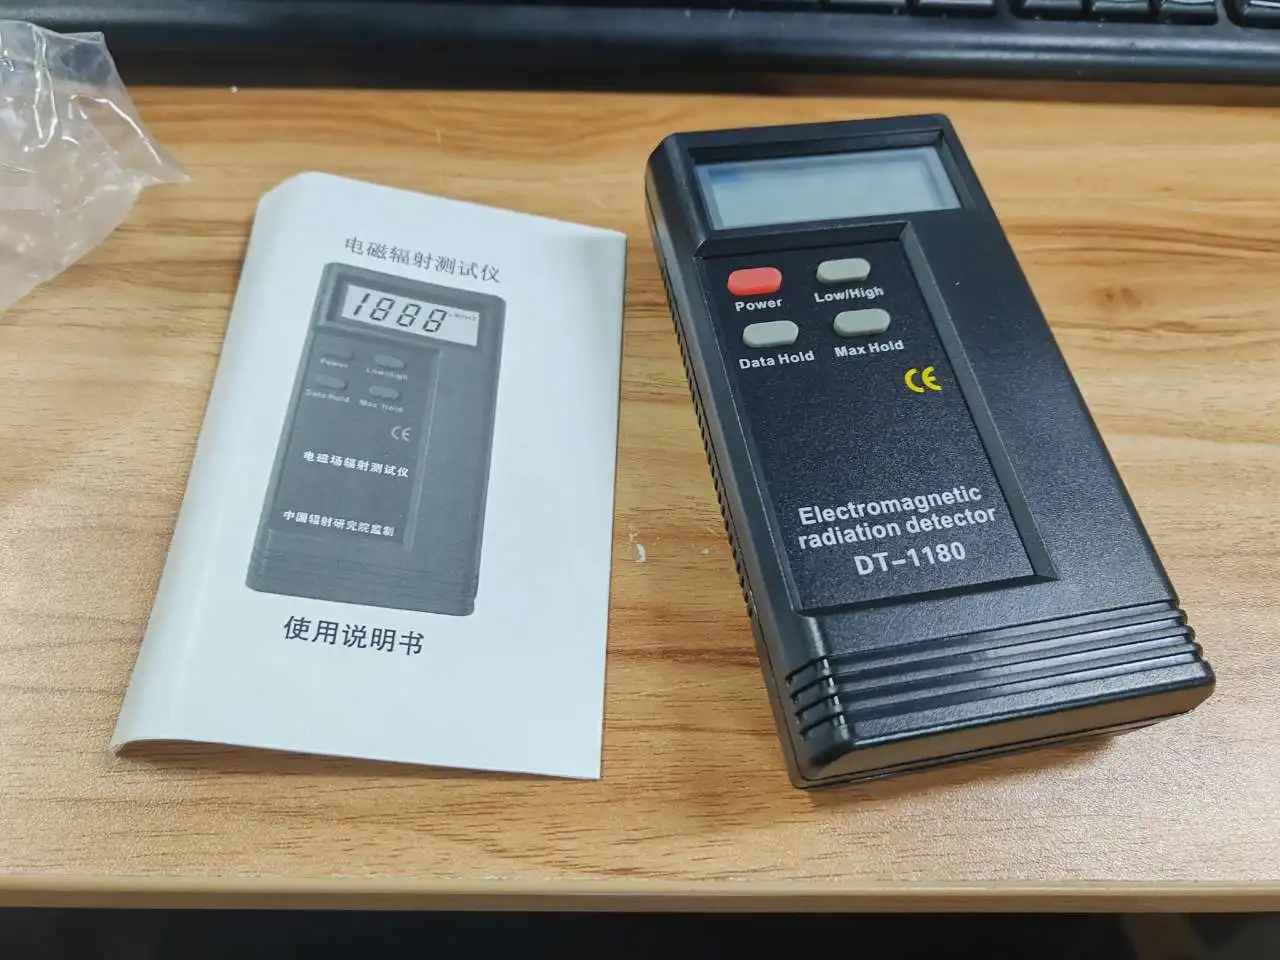 电磁辐射测试仪
1888
Power
Low/High
Data Hold
Max Hold
CE
电磁场辐射测试仪
中国辐射研究院监制
使用说明书
Power
Low/High
Data Hold
Max Hold
CE
Electromagnetic
radiation detector
DT-1180